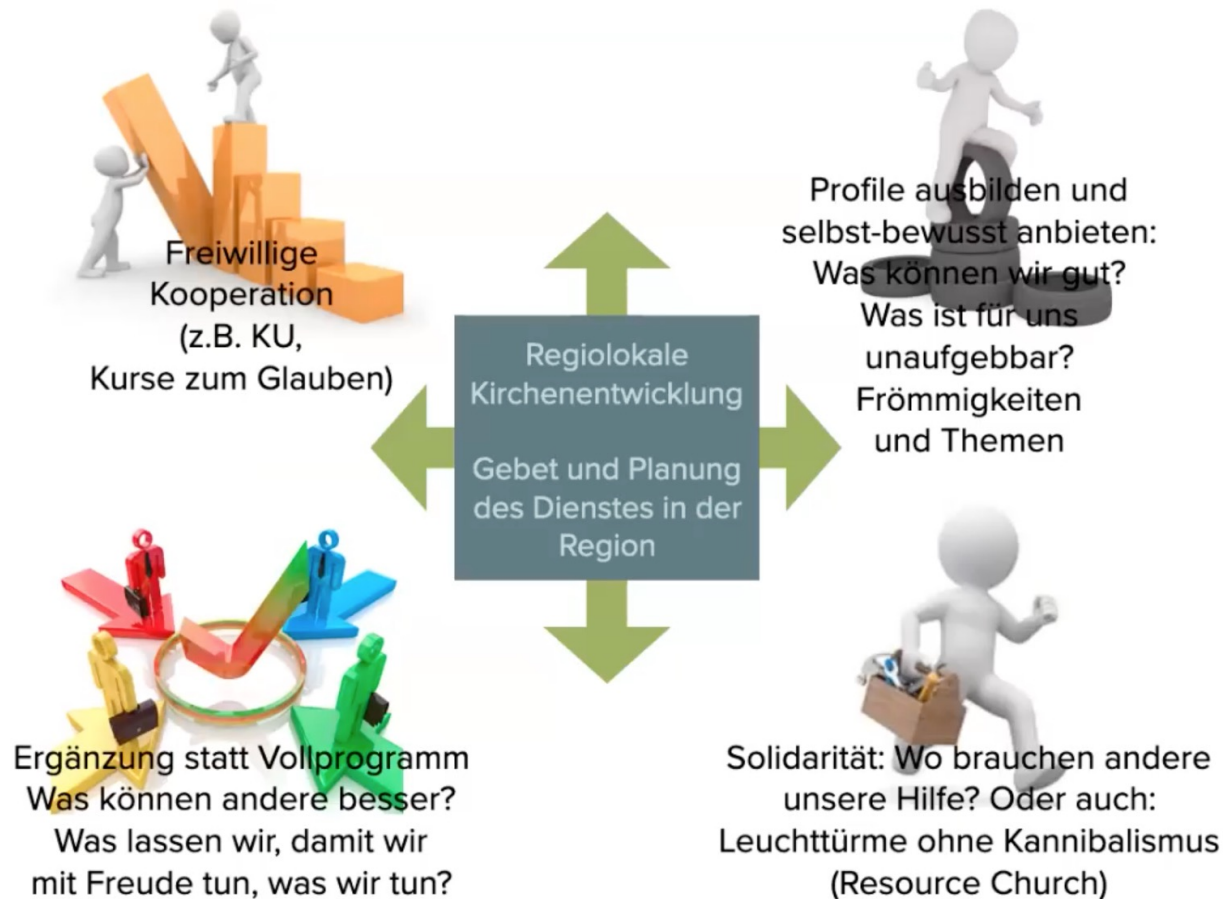 Freiwillige
Kooperation
(z.B. KU,
Kurse zum Glauben)
Profile ausbilden und
selbst-bewusst anbieten:
Was können wir gut?
Was ist für uns
unaufgebbar?
Frömmigkeiten
und Themen
Regiolokale
Kirchenentwicklung
Gebet und Planung
des Dienstes in der
Region
Ergänzung statt Vollprogramm
Was können andere besser?
Was lassen wir, damit wir
mit Freude tun, was wir tun?
Solidarität: Wo brauchen andere
unsere Hilfe? Oder auch:
Leuchttürme ohne Kannibalismus
(Resource Church)